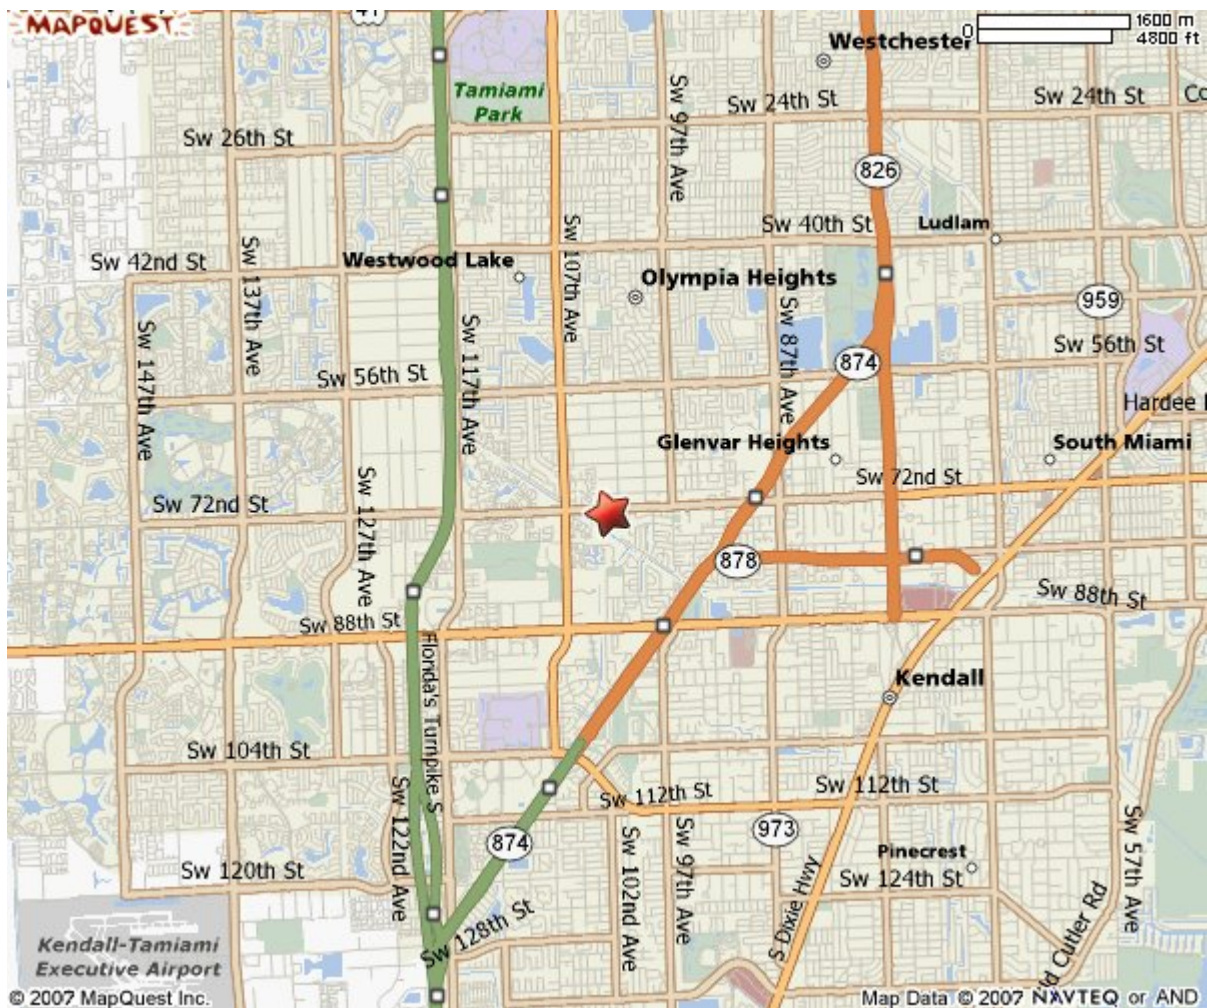 41
MAPQUEST
1600 m
0
4800 ft
Westchester
Tamiami
Park
Sw 24th St
Sw 24th St
Sw 97th Ave
Sw 26th St
826
Sw 107th Ave
Sw 40th St
Ludlam
Sw 137th Ave
Sw 42nd St
Westwood Lake
Olympia Heights
959
Sw 87th Ave
Sw 147th Ave
Sw 117th Ave
Sw 56th St
874
Sw 56th St
Hardee
Glenvar Heights
South Miami
Sw 72nd St
Sw 127th Ave
Sw 72nd St
878
Sw 88th St
Sw 88th St
Florida's Turnpike S
Kendall
Sw 104th St
Sw 122nd Ave
Sw 112th St
Sw 112th St
973
874
Sw 102nd Ave
Sw 97th Ave
S Dixie Hwy
Sw 57th Ave
Pinecrest
Sw 120th St
Sw 124th St
Sw 128th St
Cutler Rd
Kendall-Tamiami
Executive Airport
© 2007 MapQuest Inc.
Map Data © 2007 NAVTEQ or AND